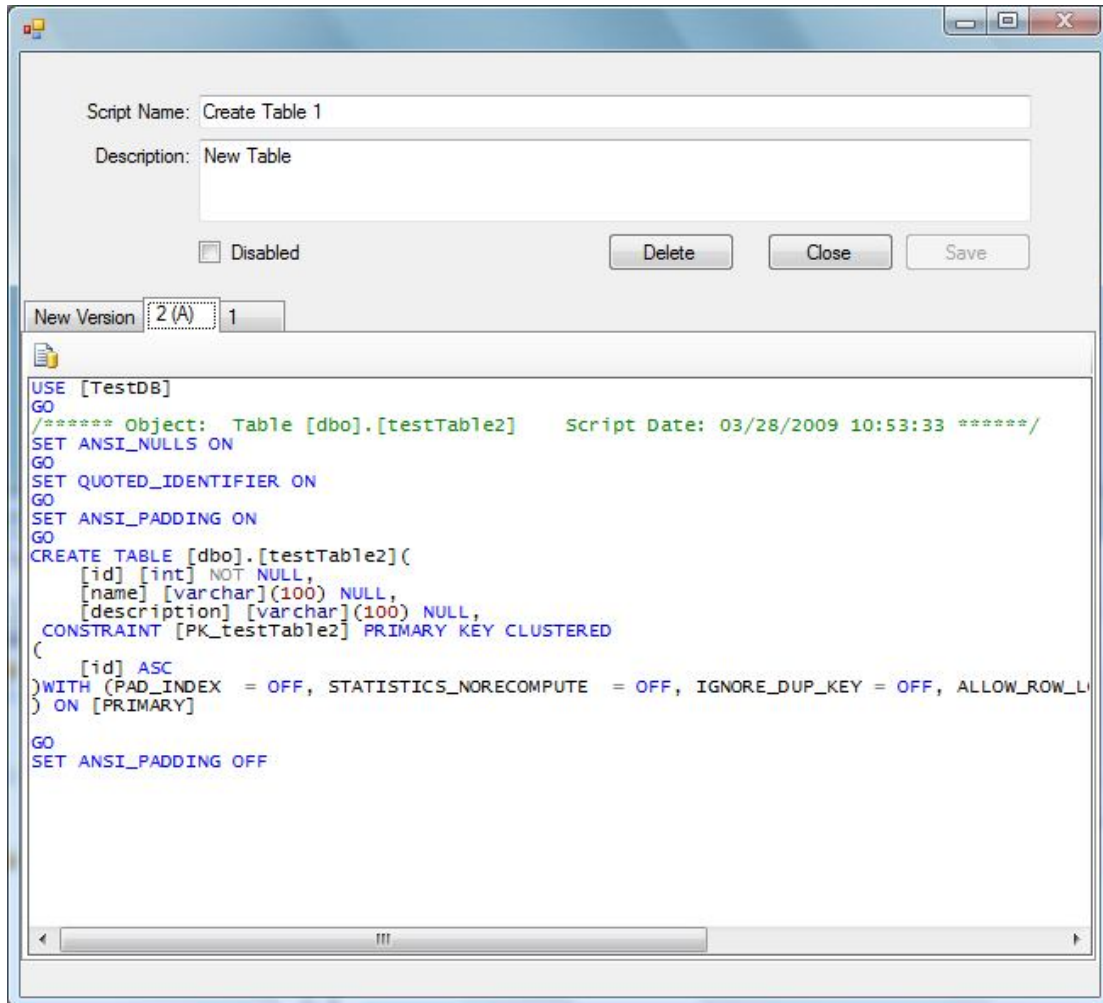 Script Name: Create Table 1
Description: New Table
Disabled Delete Close Save
New Version 2 (A) 1
USE [TestDB]
GO
/****** Object:  Table [dbo].[testTable2]    Script Date: 03/28/2009 10:53:33 ******/
SET ANSI_NULLS ON
GO
SET QUOTED_IDENTIFIER ON
GO
SET ANSI_PADDING ON
GO
CREATE TABLE [dbo].[testTable2](
    [id] [int] NOT NULL,
    [name] [varchar](100) NULL,
    [description] [varchar](100) NULL,
 CONSTRAINT [PK_testTable2] PRIMARY KEY CLUSTERED
(
    [id] ASC
)WITH (PAD_INDEX  = OFF, STATISTICS_NORECOMPUTE  = OFF, IGNORE_DUP_KEY = OFF, ALLOW_ROW_L
) ON [PRIMARY]
GO
SET ANSI_PADDING OFF